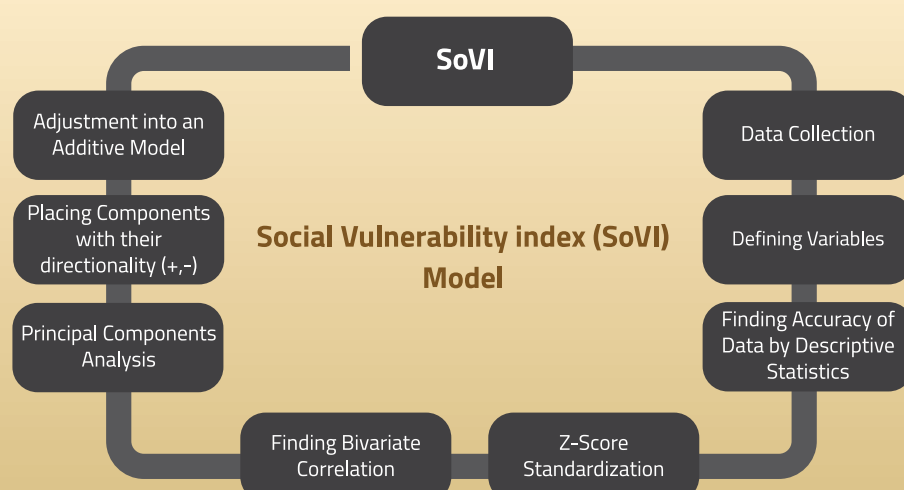 SoVI
Adjustment into an
Additive Model
Data Collection
Placing Components
with their
directionality (+,-)
Social Vulnerability index (SoVI)
Model
Defining Variables
Principal Components
Analysis
Finding Accuracy of
Data by Descriptive
Statistics
Finding Bivariate
Correlation
Z-Score
Standardization